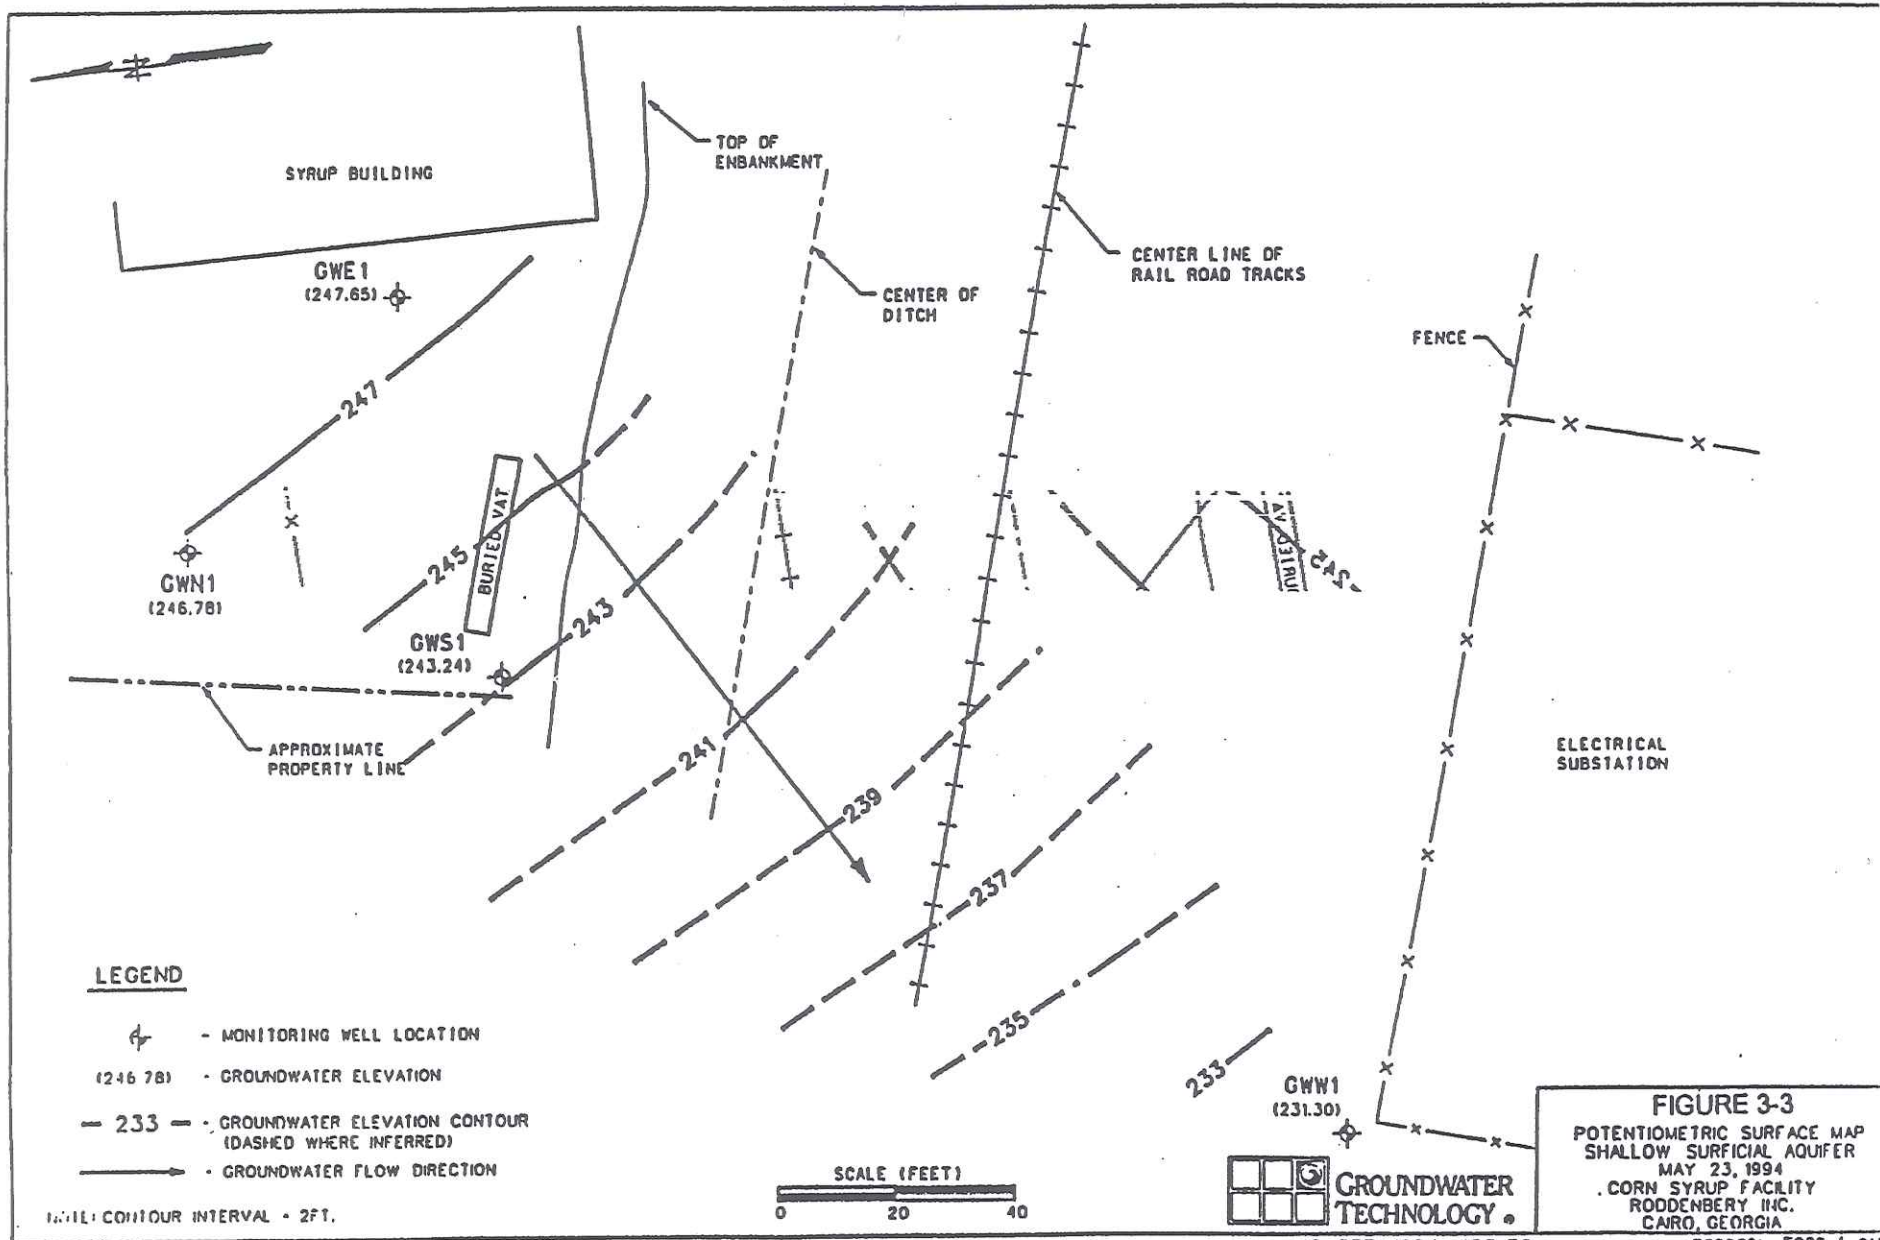 N
SYRUP BUILDING
TOP OF
ENBANKMENT
CENTER LINE OF
RAIL ROAD TRACKS
CENTER OF
DITCH
FENCE
GWE1
(247.65)
247
245
BURIED VAT
GWN1
(246.78)
GWS1
(243.24)
243
APPROXIMATE
PROPERTY LINE
241
239
237
235
233
ELECTRICAL
SUBSTATION
GWW1
(231.30)
LEGEND
- MONITORING WELL LOCATION
(246 78) - GROUNDWATER ELEVATION
233 - GROUNDWATER ELEVATION CONTOUR
(DASHED WHERE INFERRED)
- GROUNDWATER FLOW DIRECTION
CONTOUR INTERVAL - 2FT.
SCALE (FEET)
0 20 40
GROUNDWATER
TECHNOLOGY
FIGURE 3-3
POTENTIOMETRIC SURFACE MAP
SHALLOW SURFICIAL AQUIFER
MAY 23, 1994
CORN SYRUP FACILITY
RODDENBERY INC.
CAIRO, GEORGIA